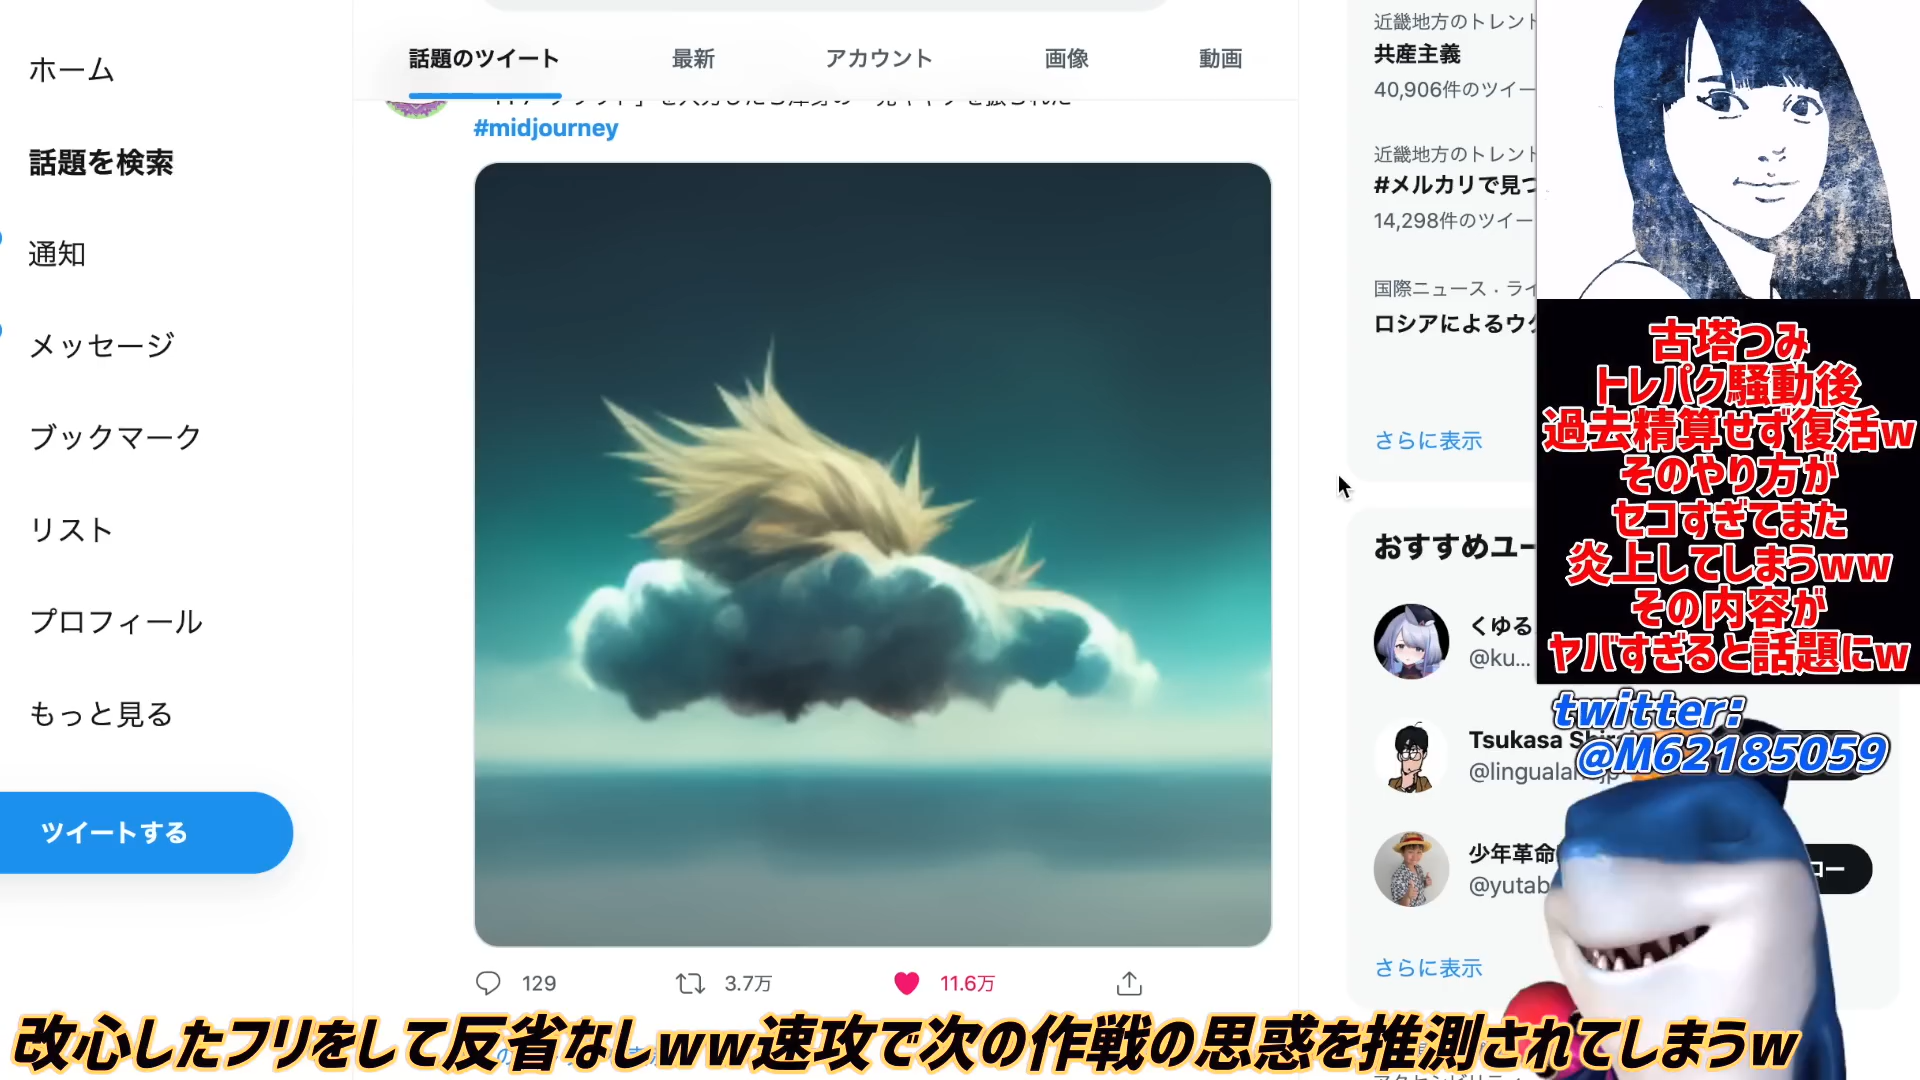 ホーム
話題を検索
通知
メッセージ
ブックマーク
リスト
プロフィール
もっと見る
ツイートする
話題のツイート
最新
アカウント
画像
動画
#midjourney
129
3.7万
11.6万
近畿地方のトレント
共産主義
40,906件のツイー
近畿地方のトレント
#メルカリで見つ
14,298件のツイー
国際ニュース · ライ
ロシアによるウク
さらに表示
おすすめユー
くゆる
@ku...
Tsukasa
@lingual
少年革命
@yutab
ロー
さらに表示
古塔つみ
トレパク騒動後
過去精算せず復活w
そのやり方が
セコすぎてまた
炎上してしまうww
その内容が
ヤバすぎると話題にw
twitter:
@M62185059
改心したフリをして反省なしww速攻で次の作戦の思惑を推測されてしまうw